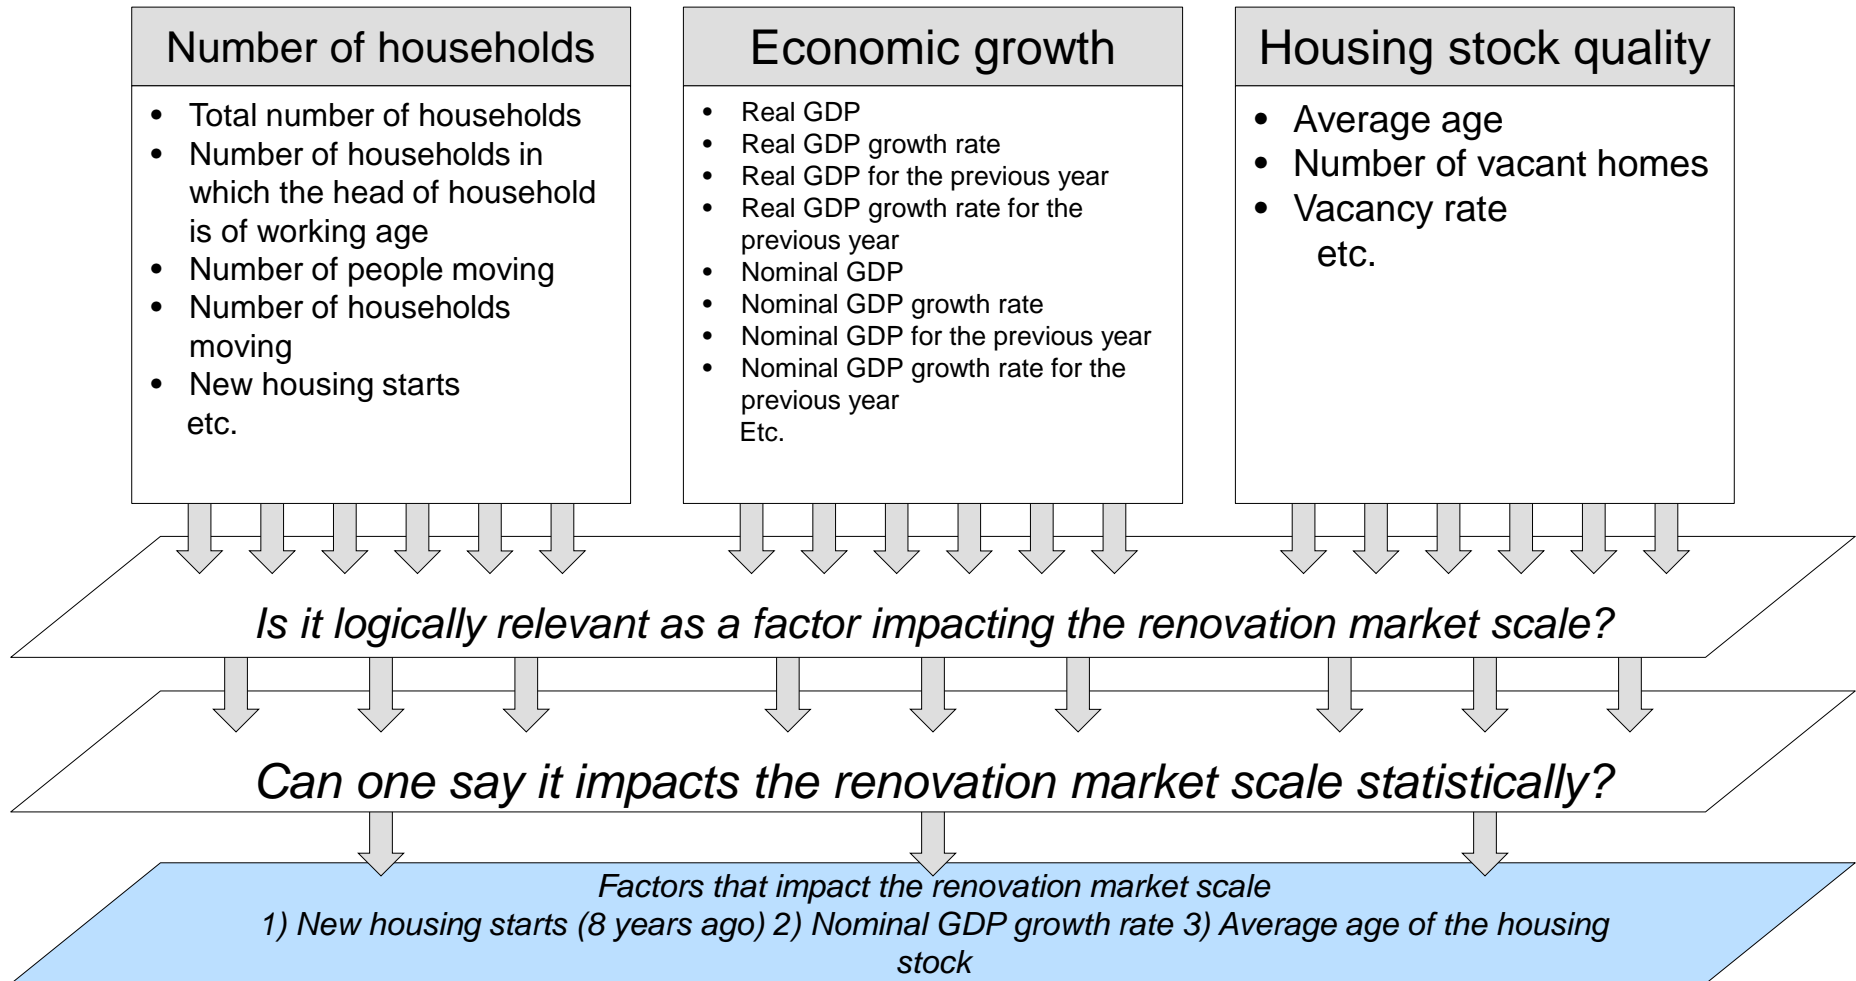 Number of households
• Total number of households
• Number of households in
which the head of household
is of working age
• Number of people moving
• Number of households
moving
• New housing starts
etc.
Economic growth
• Real GDP
• Real GDP growth rate
• Real GDP for the previous year
• Real GDP growth rate for the
previous year
• Nominal GDP
• Nominal GDP growth rate
• Nominal GDP for the previous year
• Nominal GDP growth rate for the
previous year
Etc.
Housing stock quality
• Average age
• Number of vacant homes
• Vacancy rate
etc.
Is it logically relevant as a factor impacting the renovation market scale?
Can one say it impacts the renovation market scale statistically?
Factors that impact the renovation market scale
1) New housing starts (8 years ago) 2) Nominal GDP growth rate 3) Average age of the housing
stock